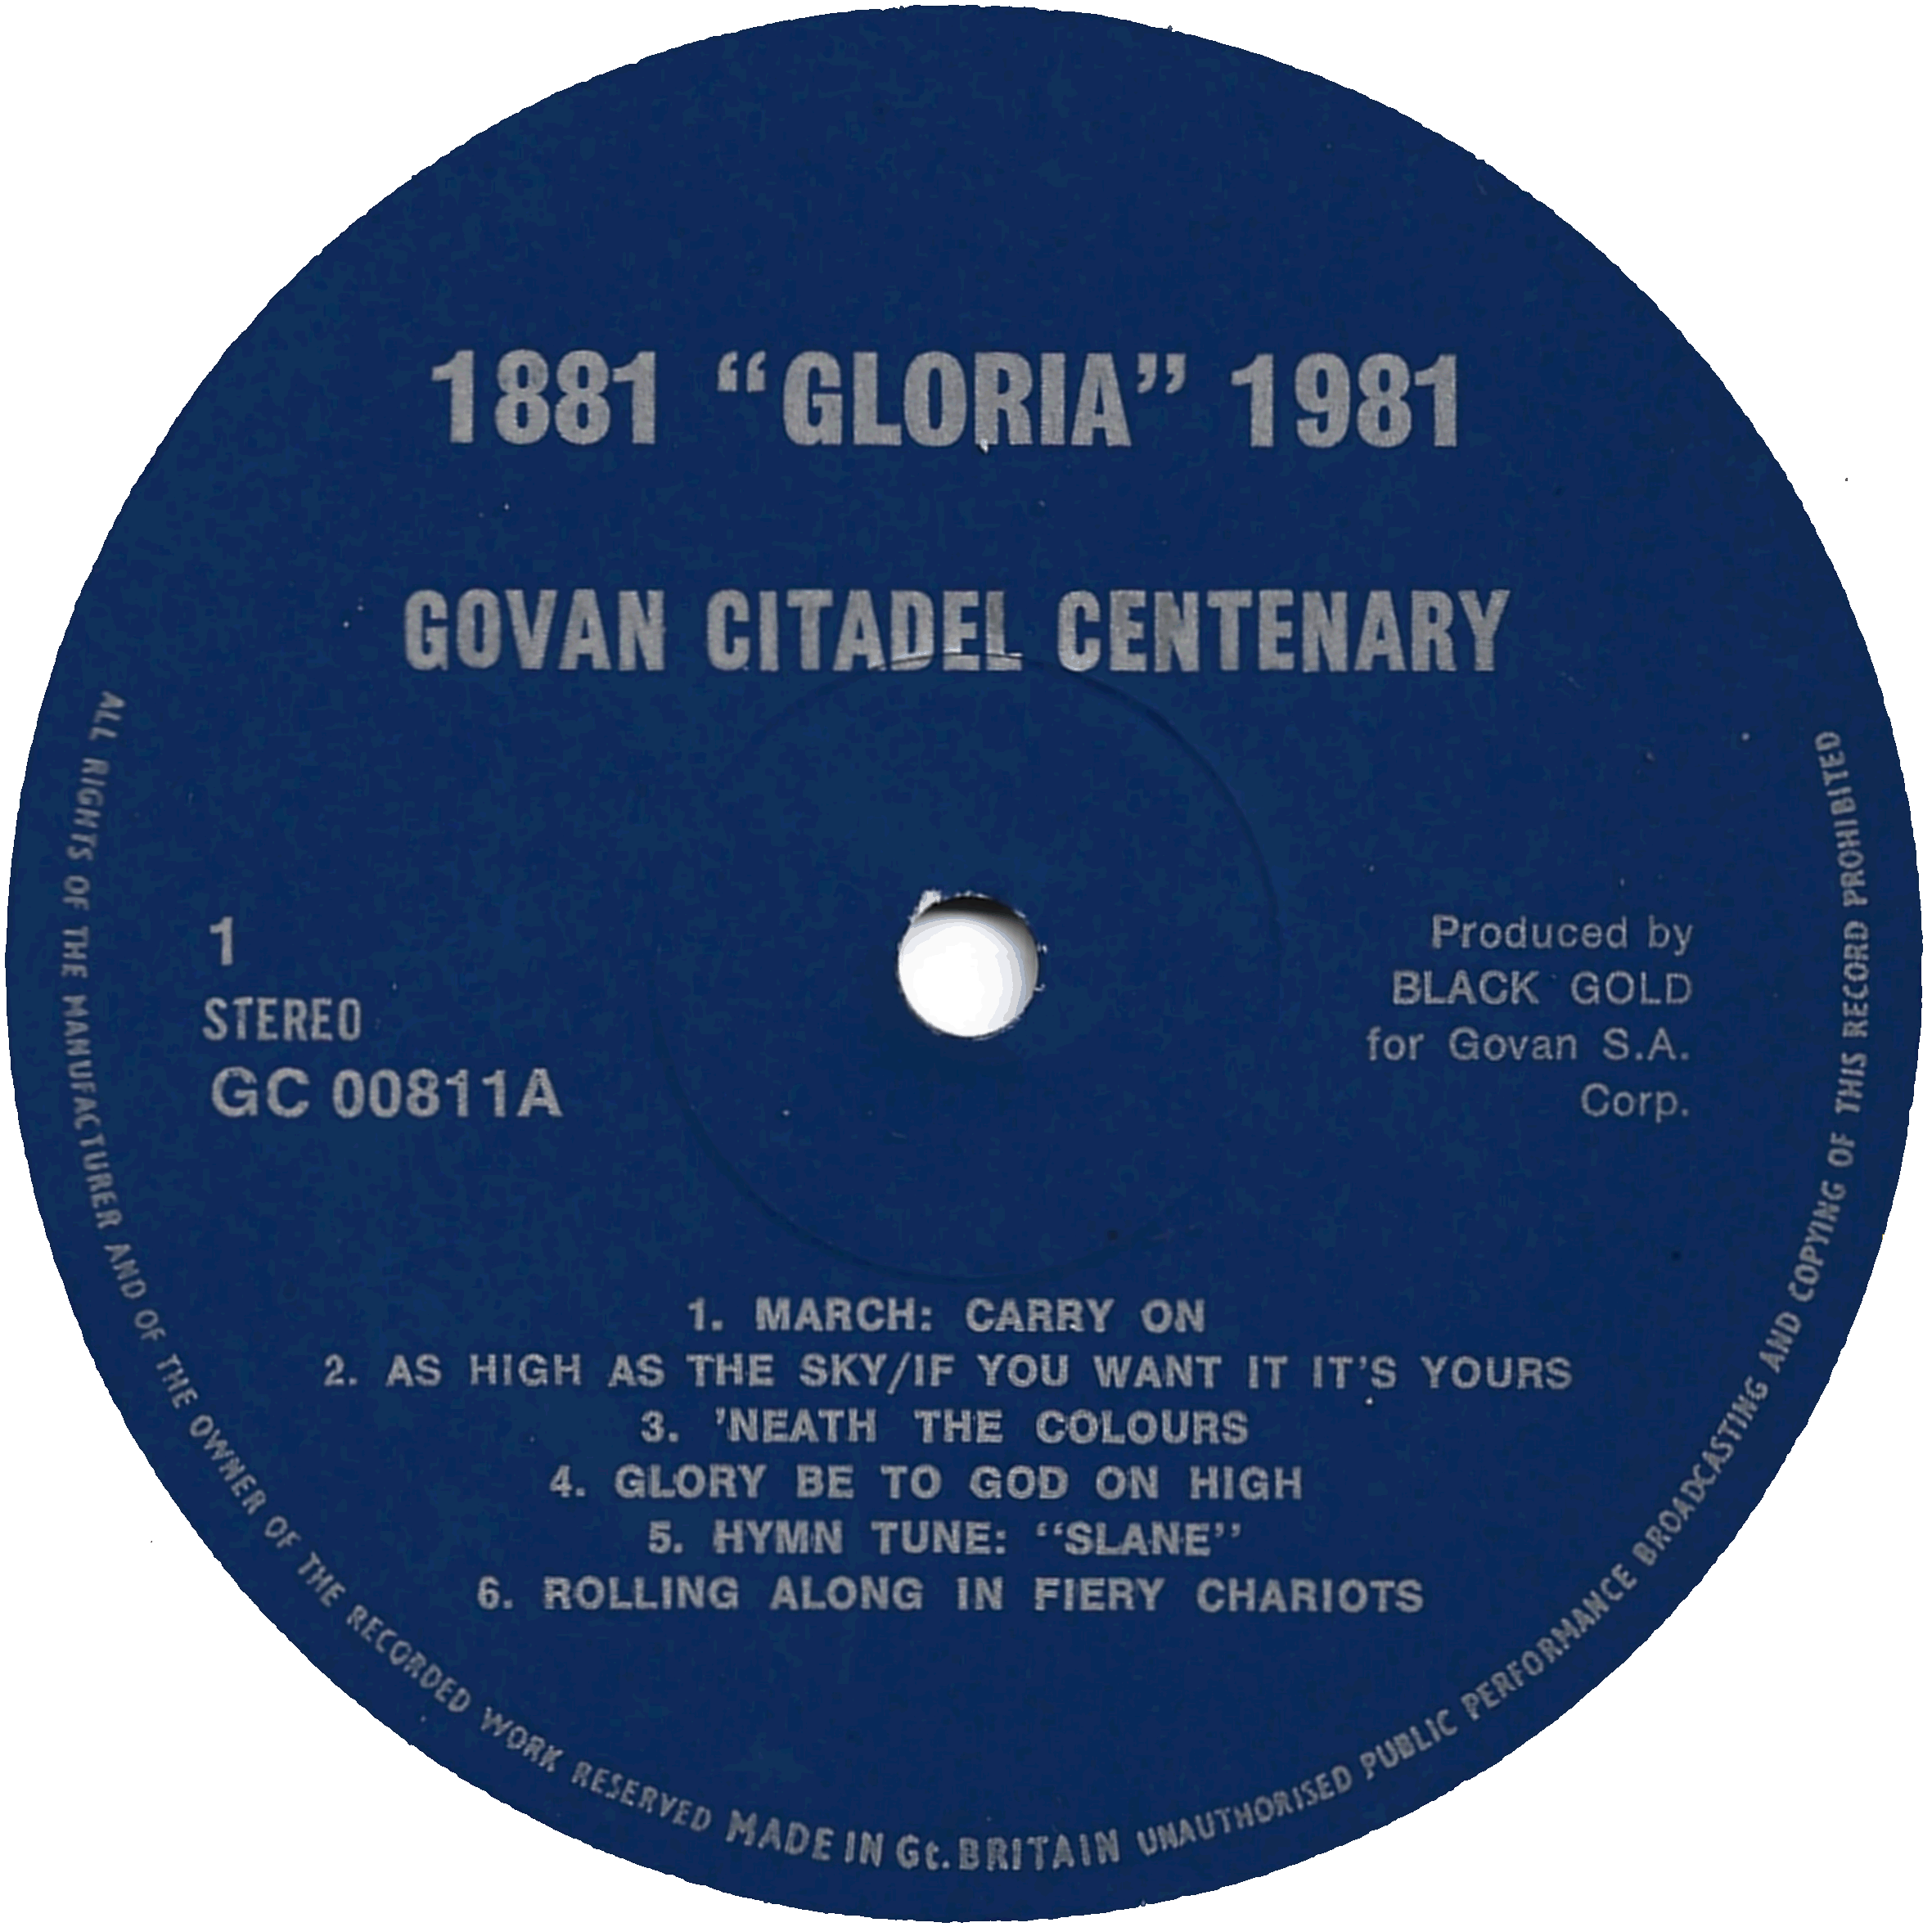 1881 “GLORIA” 1981
GOVAN CITADEL CENTENARY
1
STEREO
GC 00811A
Produced by
BLACK GOLD
for Govan S.A.
Corp.
1. MARCH: CARRY ON
2. AS HIGH AS THE SKY/IF YOU WANT IT IT'S YOURS
3. 'NEATH THE COLOURS
4. GLORY BE TO GOD ON HIGH
5. HYMN TUNE: “SLANE”
6. ROLLING ALONG IN FIERY CHARIOTS
ALL RIGHTS OF THE MANUFACTURER AND OF THE OWNER OF THE RECORDED WORK RESERVED MADE IN Gt. BRITAIN UNAUTHORISED PUBLIC PERFORMANCE BROADCASTING AND COPYING OF THIS RECORD PROHIBITED